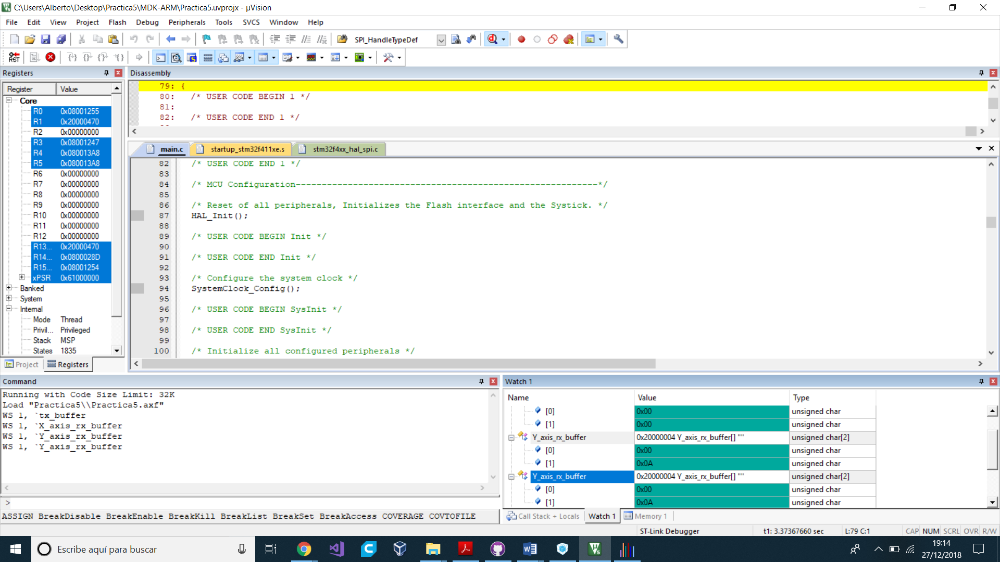 C:\Users\Alberto\Desktop\Practica5\MDK-ARM\Practica5.uvprojx - µVision
File Edit View Project Flash Debug Peripherals Tools SVCS Window Help
SPI_HandleTypeDef
RST
Registers
Register Value
Core
R0 0x08001255
R1 0x20000470
R2 0x00000000
R3 0x08001247
R4 0x080013A8
R5 0x080013A8
R6 0x00000000
R7 0x00000000
R8 0x00000000
R9 0x00000000
R10 0x00000000
R11 0x00000000
R12 0x00000000
R13... 0x20000470
R14... 0x0800028D
R15... 0x08001254
xPSR 0x61000000
Banked
System
Internal
Mode Thread
Privil... Privileged
Stack MSP
States 1835
Project Registers
Disassembly
79: {
80: /* USER CODE BEGIN 1 */
81:
82: /* USER CODE END 1 */
main.c startup_stm32f411xe.s stm32f4xx_hal_spi.c
82 /* USER CODE END 1 */
83
84 /* MCU Configuration----------------------------------------------------------*/
85
86 /* Reset of all peripherals, Initializes the Flash interface and the Systick. */
87 HAL_Init();
88
89 /* USER CODE BEGIN Init */
90
91 /* USER CODE END Init */
92
93 /* Configure the system clock */
94 SystemClock_Config();
95
96 /* USER CODE BEGIN SysInit */
97
98 /* USER CODE END SysInit */
99
100 /* Initialize all configured peripherals */
Command
Running with Code Size Limit: 32K
Load "Practica5\\Practica5.axf"
WS 1, `tx_buffer
WS 1, `X_axis_rx_buffer
WS 1, `Y_axis_rx_buffer
WS 1, `Y_axis_rx_buffer
>
ASSIGN BreakDisable BreakEnable BreakKill BreakList BreakSet BreakAccess COVERAGE COVTOFILE
Watch 1
Name Value Type
[0] 0x00 unsigned char
[1] 0x00 unsigned char
Y_axis_rx_buffer 0x20000004 Y_axis_rx_buffer[] "" unsigned char[2]
[0] 0x00 unsigned char
[1] 0x0A unsigned char
Y_axis_rx_buffer 0x20000004 Y_axis_rx_buffer[] "" unsigned char[2]
[0] 0x00 unsigned char
[1] 0x0A unsigned char
Call Stack + Locals Watch 1 Memory 1
ST-Link Debugger t1: 3.37367660 sec L:79 C:1 CAP NUM SCRL OVR R/W
Escribe aquí para buscar
19:14
27/12/2018